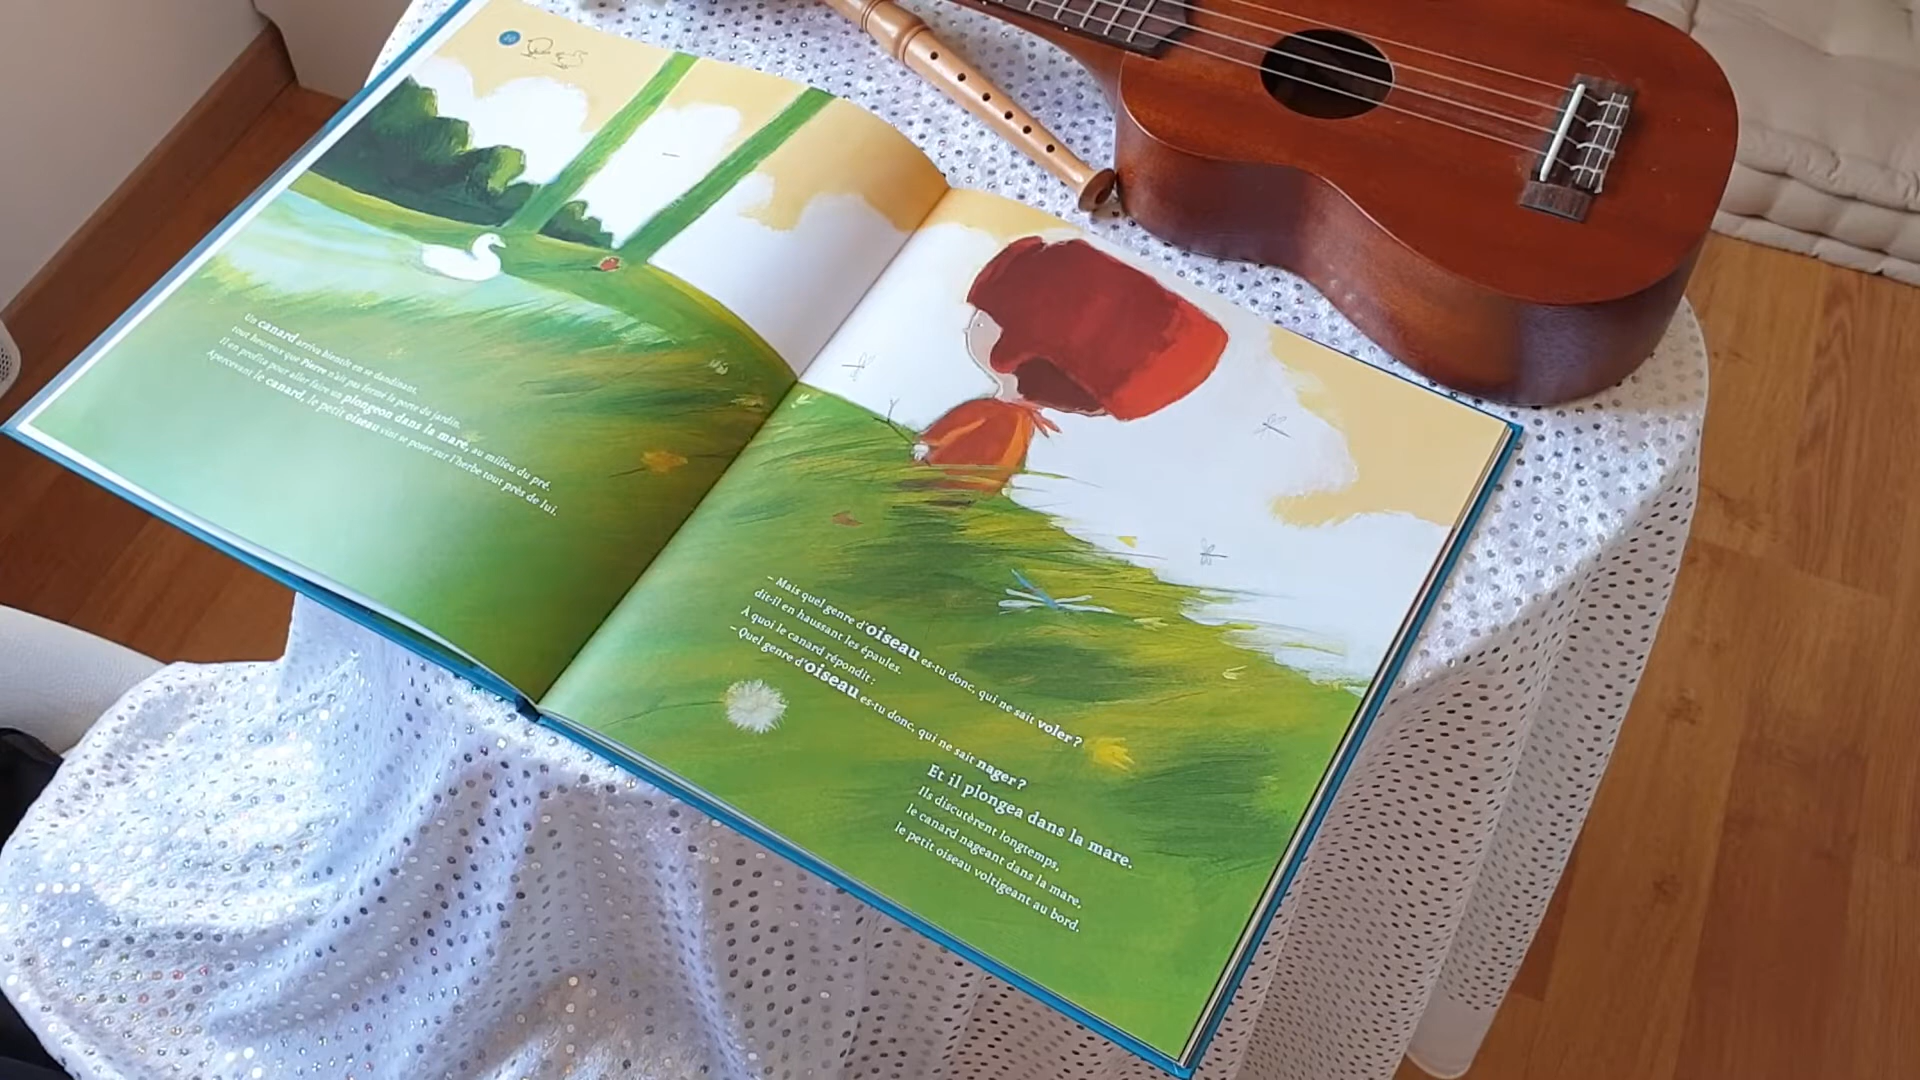 10
Un canard arriva bientôt en se dandinant,
tout heureux que Pierre n'ait pas fermé la porte du jardin.
Il en profita pour aller faire un plongeon dans la mare, au milieu du pré.
Apercevant le canard, le petit oiseau vint se poser sur l'herbe tout près de lui.
– Mais quel genre d'oiseau es-tu donc, qui ne sait voler ?
dit-il en haussant les épaules.
À quoi le canard répondit :
– Quel genre d'oiseau es-tu donc, qui ne sait nager ?
Et il plongea dans la mare.
Ils discutèrent longtemps,
le canard nageant dans la mare,
le petit oiseau voltigeant au bord.